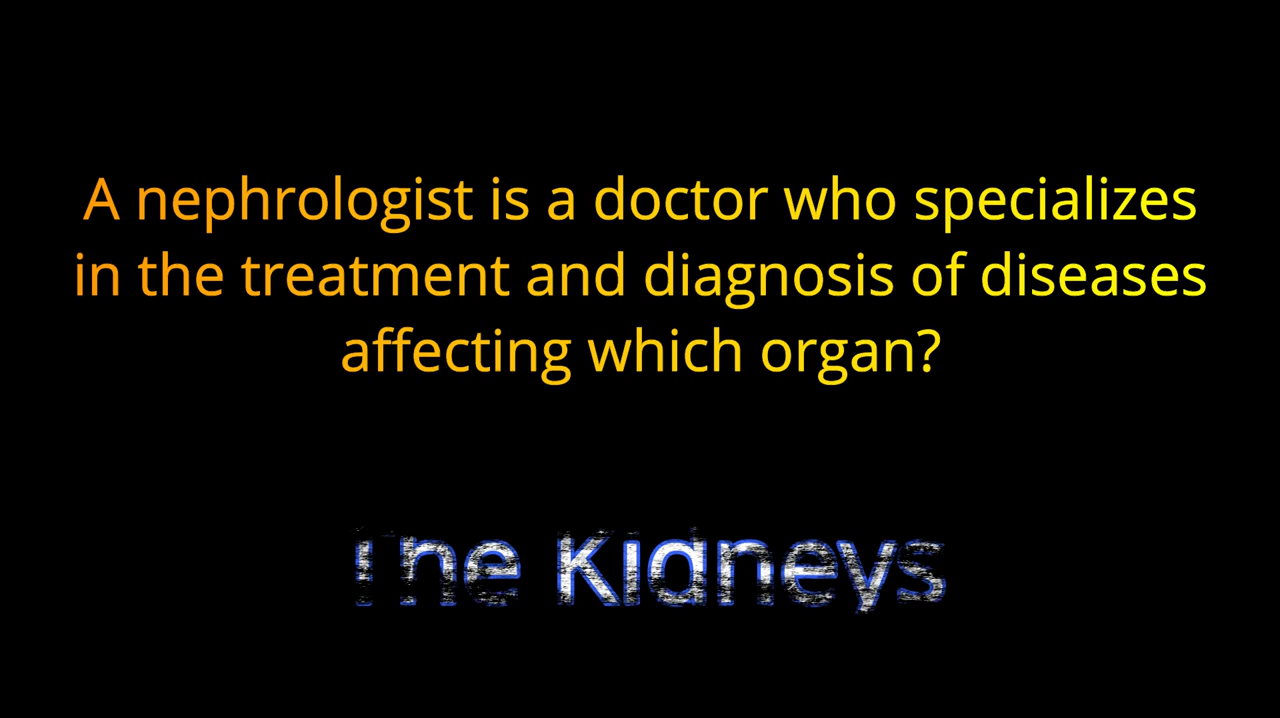 A nephrologist is a doctor who specializes
in the treatment and diagnosis of diseases
affecting which organ?
The Kidneys